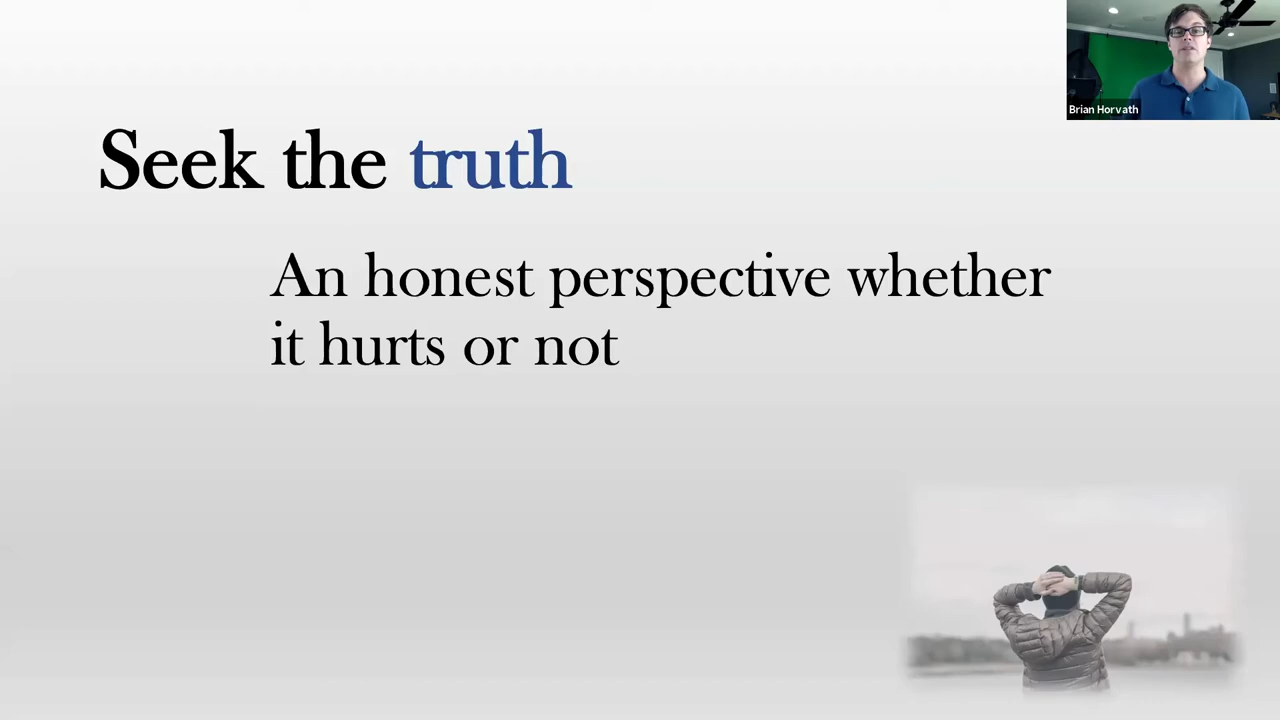 Brian Horvath
Seek the truth
An honest perspective whether
it hurts or not